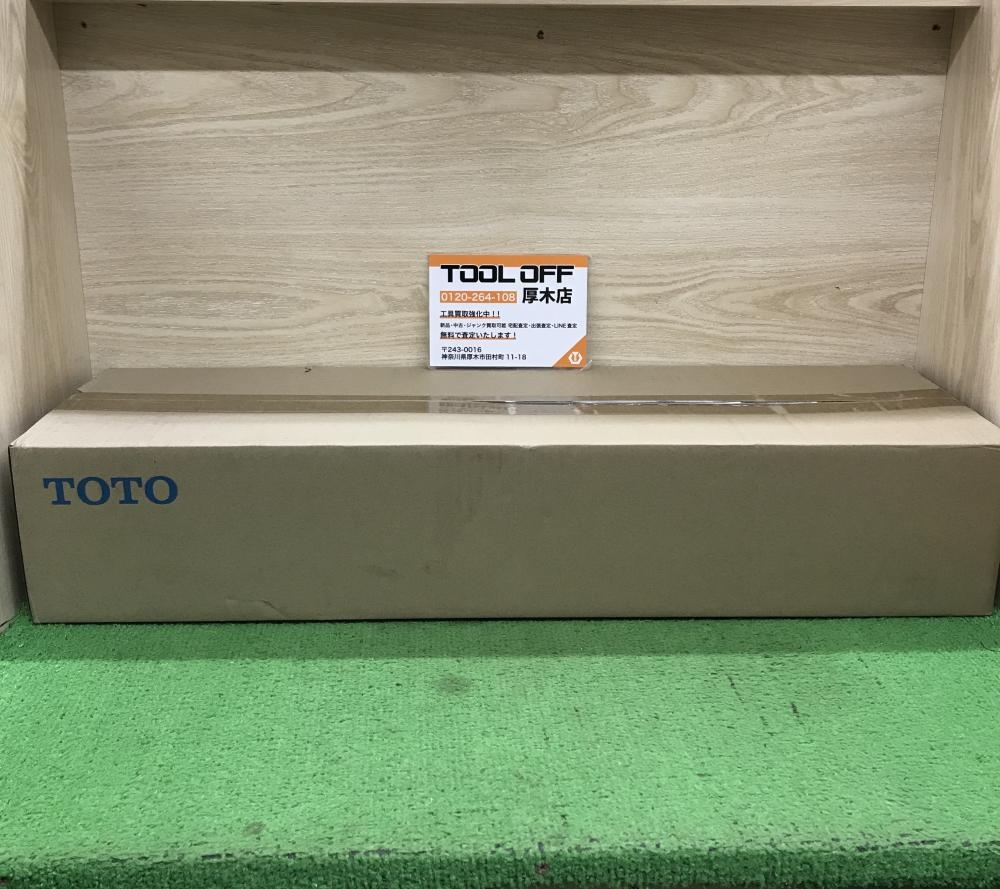 TOOL OFF
0120-264-108 厚木店
工具買取強化中！！
新品・中古・ジャンク買取可能 宅配査定・出張査定・LINE査定
無料で査定いたします！
〒243-0016
神奈川県厚木市田村町 11-18
TOTO